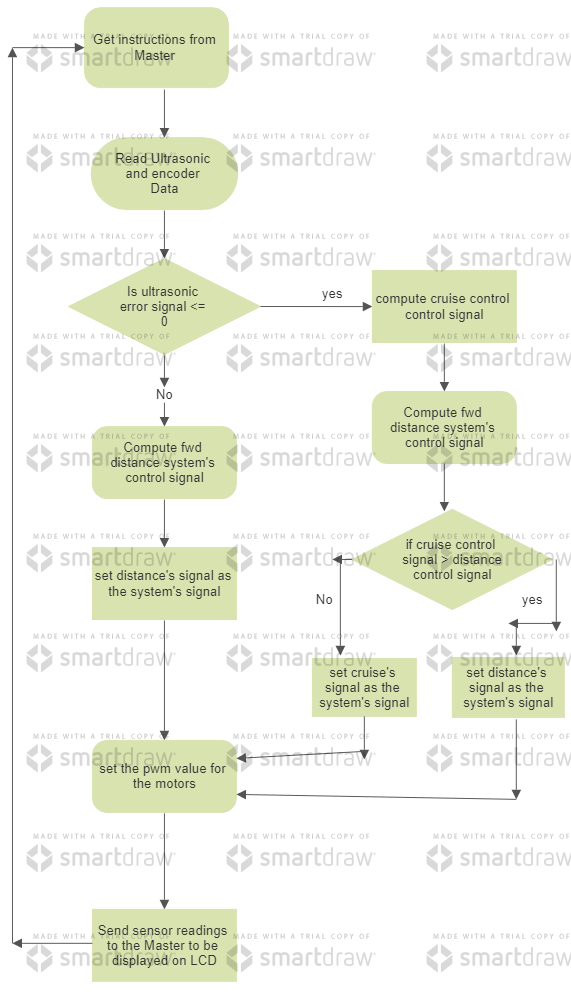 Get instructions from
Master
Read Ultrasonic
and encoder
Data
Is ultrasonic
error signal <=
0
yes
compute cruise control
control signal
No
Compute fwd
distance system's
control signal
Compute fwd
distance system's
control signal
set distance's signal as
the system's signal
if cruise control
signal > distance
control signal
No
yes
set cruise's
signal as the
system's signal
set distance's
signal as the
system's signal
set the pwm value for
the motors
Send sensor readings
to the Master to be
displayed on LCD
MADE WITH A TRIAL COPY OF
smartdraw